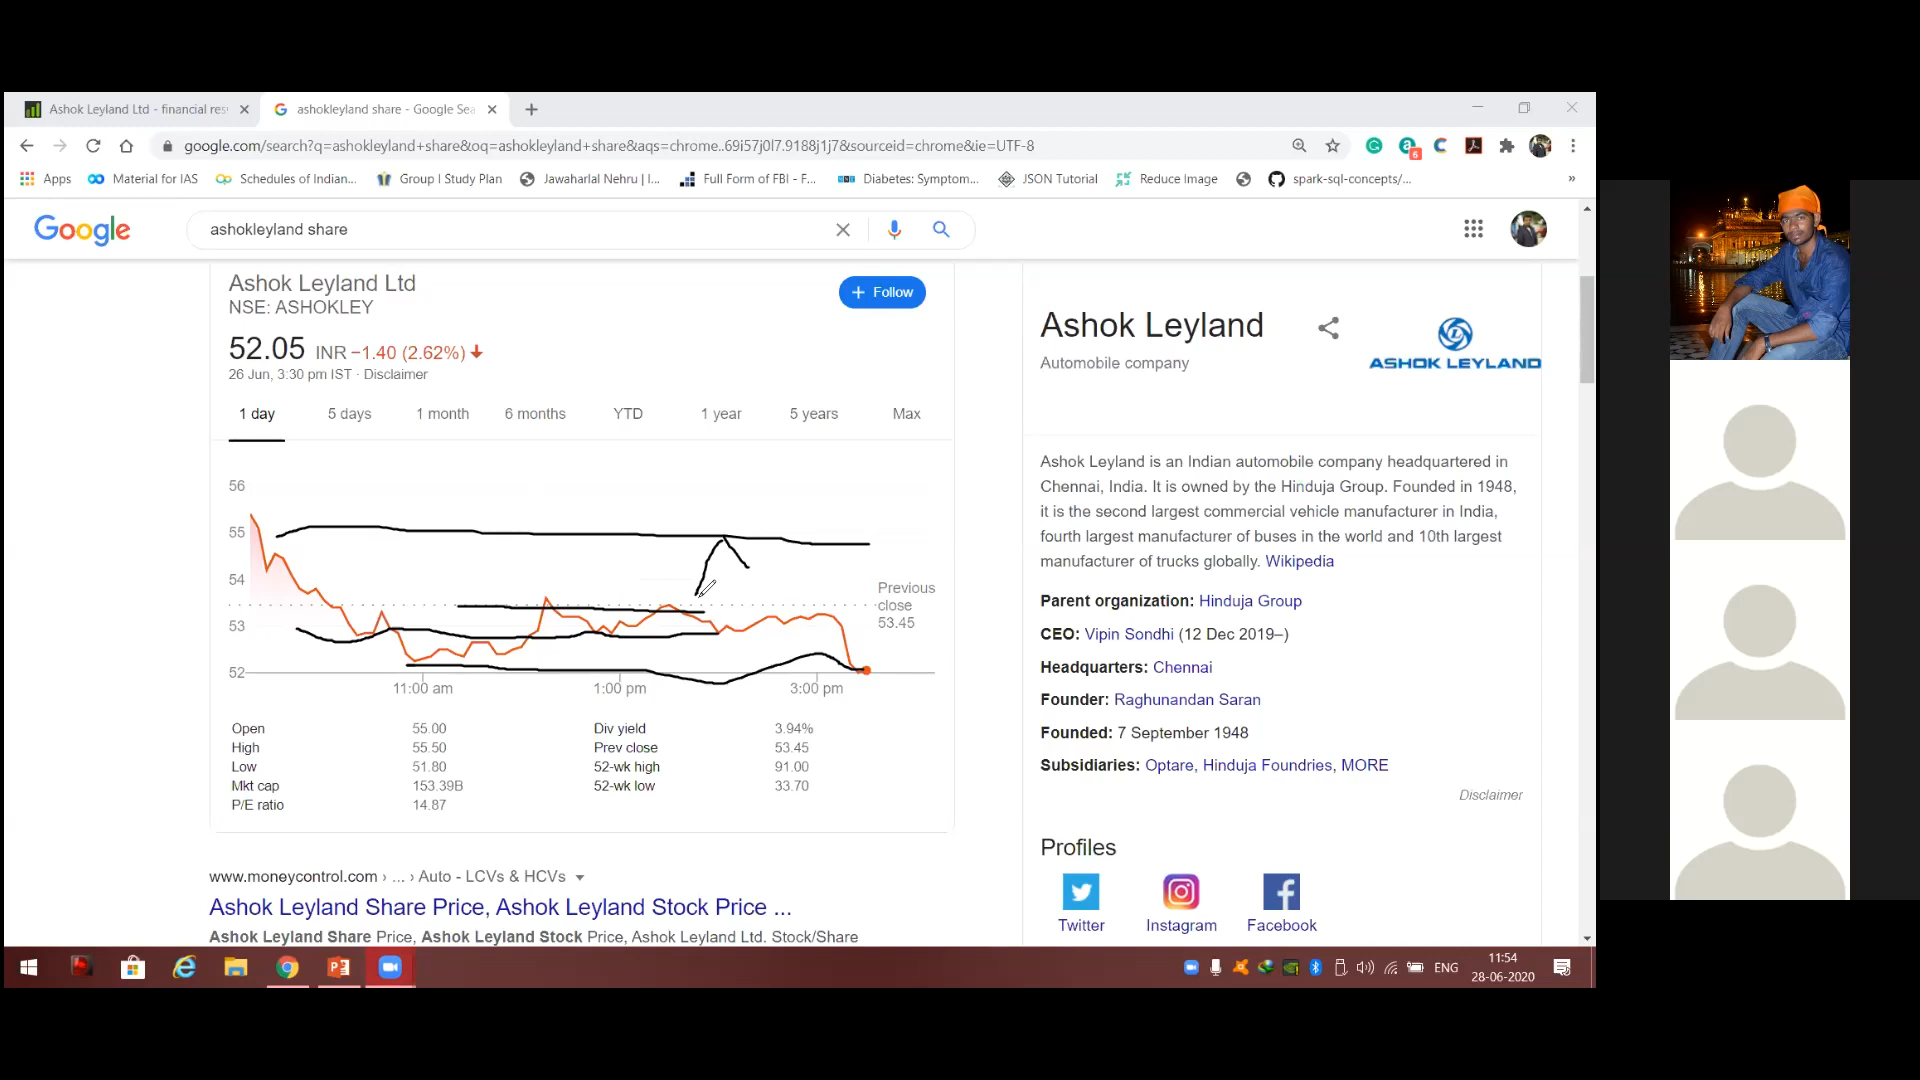 Ashok Leyland Ltd - financial res
ashokleyland share - Google Sea
google.com/search?q=ashokleyland+share&oq=ashokleyland+share&aqs=chrome..69i57j0l7.9188j1j7&sourceid=chrome&ie=UTF-8
Apps Material for IAS Schedules of Indian... Group I Study Plan Jawaharlal Nehru | I... Full Form of FBI - F... Diabetes: Symptom... JSON Tutorial Reduce Image spark-sql-concepts/... »
Google
ashokleyland share
Ashok Leyland Ltd
NSE: ASHOKLEY
+ Follow
52.05 INR −1.40 (2.62%)
26 Jun, 3:30 pm IST · Disclaimer
1 day 5 days 1 month 6 months YTD 1 year 5 years Max
56
55
54
53
52
Previous
close
53.45
11:00 am 1:00 pm 3:00 pm
Open 55.00 Div yield 3.94%
High 55.50 Prev close 53.45
Low 51.80 52-wk high 91.00
Mkt cap 153.39B 52-wk low 33.70
P/E ratio 14.87
www.moneycontrol.com › ... › Auto - LCVs & HCVs
Ashok Leyland Share Price, Ashok Leyland Stock Price ...
Ashok Leyland Share Price, Ashok Leyland Stock Price, Ashok Leyland Ltd. Stock/Share
Ashok Leyland
Automobile company
ASHOK LEYLAND
Ashok Leyland is an Indian automobile company headquartered in
Chennai, India. It is owned by the Hinduja Group. Founded in 1948,
it is the second largest commercial vehicle manufacturer in India,
fourth largest manufacturer of buses in the world and 10th largest
manufacturer of trucks globally. Wikipedia
Parent organization: Hinduja Group
CEO: Vipin Sondhi (12 Dec 2019–)
Headquarters: Chennai
Founder: Raghunandan Saran
Founded: 7 September 1948
Subsidiaries: Optare, Hinduja Foundries, MORE
Disclaimer
Profiles
Twitter Instagram Facebook
ENG
11:54
28-06-2020